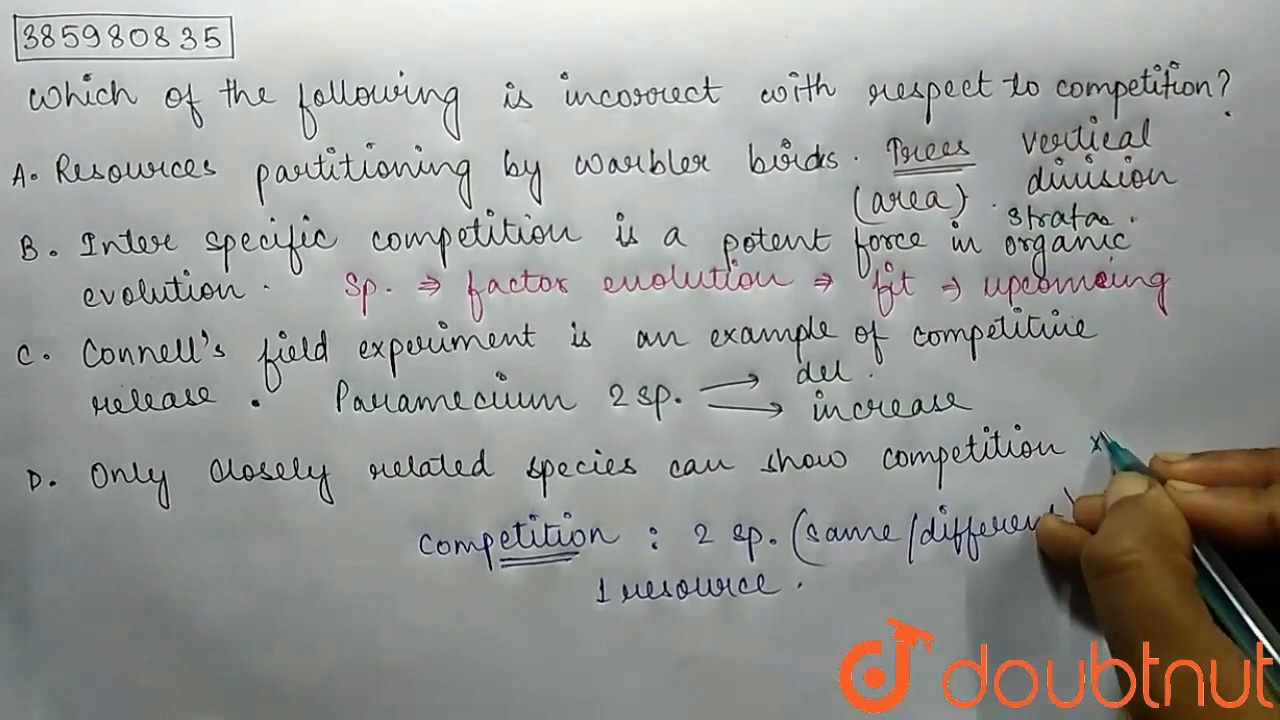 385980835
Which of the following is incorrect with respect to competition?
A. Resources partitioning by warbler birds. Trees vertical
(area). division
stratas.
B. Inter specific competition is a potent force in organic
evolution. Sp. ⇒ factor evolution ⇒ fit → upcomeing
C. Connell's field experiment is an example of competitive
release. Paramecium 2 sp. → del.
→ increase
D. Only closely related species can show competition x
competition : 2 sp. (same/different)
1 resource.
doubtnut